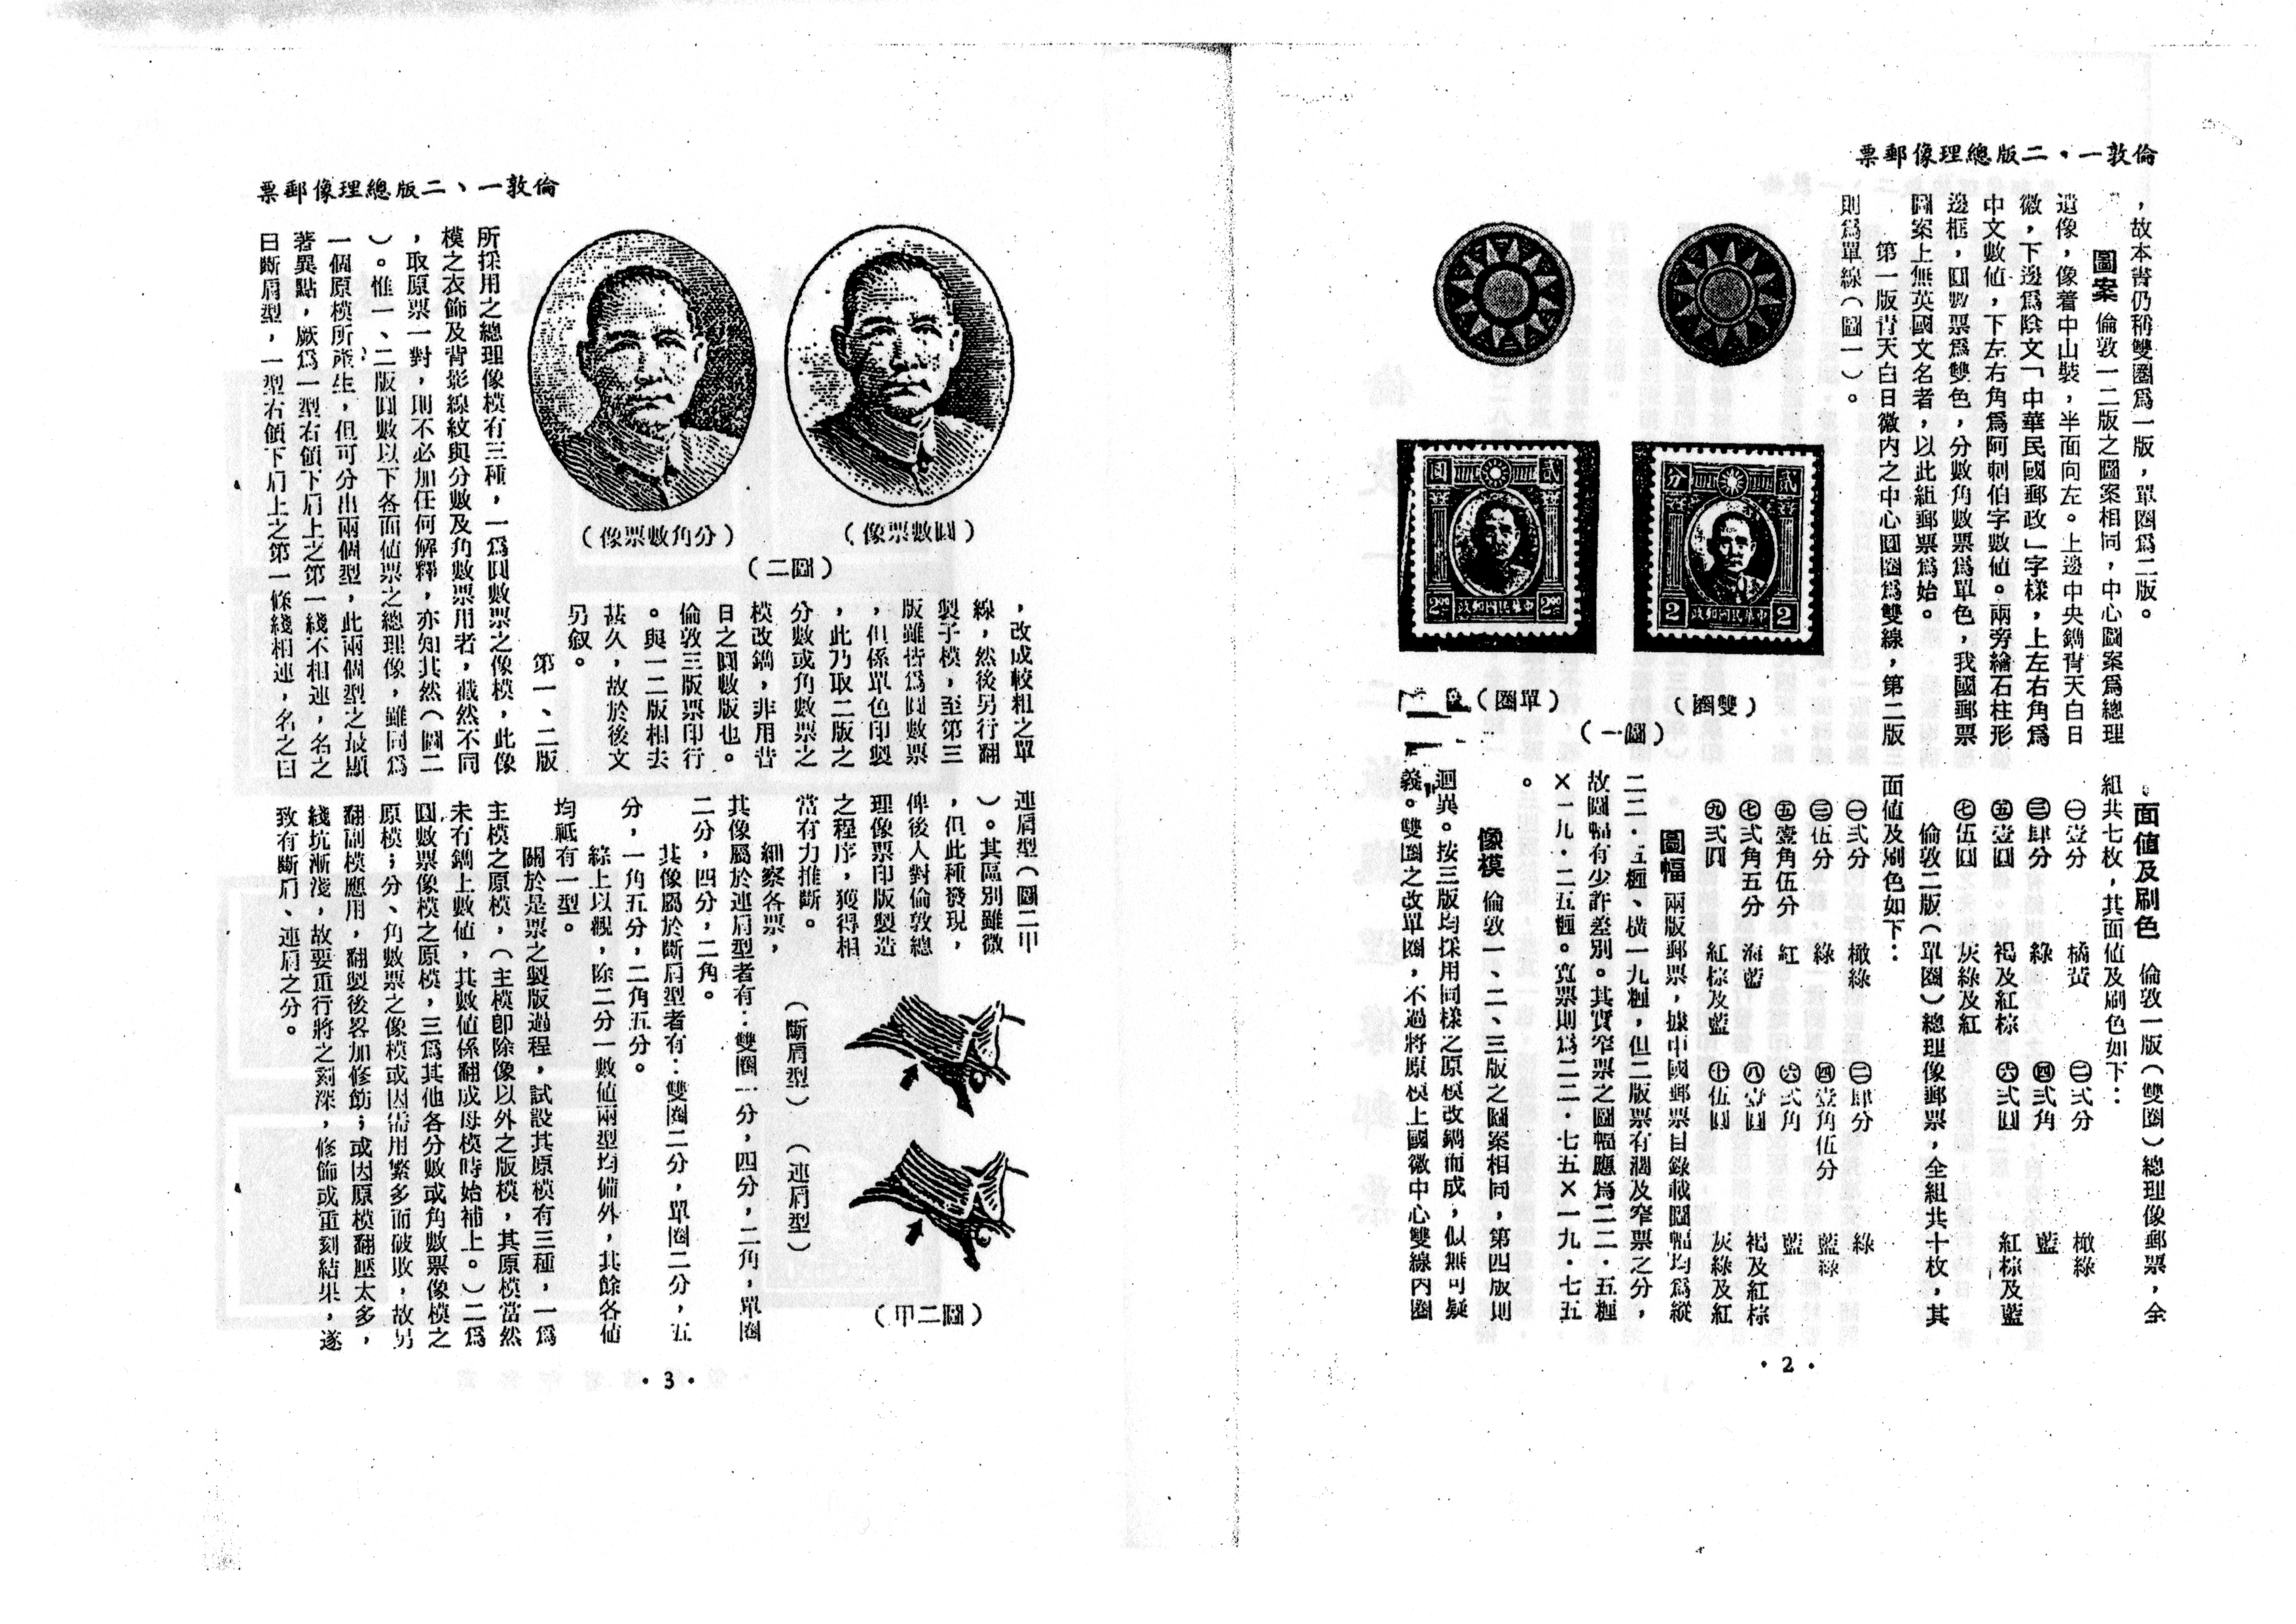 倫敦一・二版總理像郵票
，故本書仍稱雙圈爲一版，單圈爲二版。
圖案　倫敦一二版之圖案相同，中心圖案爲總理
遺像，像着中山裝，半面向左。上邊中央鐫靑天白日
徽，下邊爲陰文「中華民國郵政」字樣，上左右角爲
中文數值，下左右角爲阿剌伯字數値。兩旁繪石柱形
邊框，圓數票爲雙色，分數角數票爲單色，我國郵票
圖案上無英國文名者，以此組郵票爲始。
第一版靑天白日徽內之中心圓圈爲雙線，第二版
則爲單線（圖一）。
（雙圈）
（單圈）
（圖一）
貳
分
2
2
中華民國郵政
貳
圓
2 00
2 00
中華民國郵政
面值及刷色　倫敦一版（雙圈）總理像郵票，全
組共七枚，其面值及刷色如下：
㊀壹分　橘黃　㊁弍分　橄綠
㊂肆分　綠　㊃弍角　藍
㊄壹圓　褐及紅棕　㊅弍圓　紅棕及藍
㊆伍圓　灰綠及紅
倫敦二版（單圈）總理像郵票，全組共十枚，其
面值及刷色如下：
㊀弍分　橄綠　㊁肆分　綠
㊂伍分　綠　㊃壹角伍分　藍綠
㊄壹角伍分　紅　㊅弍角　藍
㊆弍角五分　海藍　㊇壹圓　褐及紅棕
㊈弍圓　紅棕及藍　㊉伍圓　灰綠及紅
圖幅　兩版郵票，據中國郵票目錄載圖幅均爲縱
二二・五糎、橫一九糎，但二版票有濶及窄票之分，
故圖幅有少許差別。其實窄票之圖幅應爲二二・五糎
×一九・二五糎。寬票則爲二二・七五×一九・七五
。
像模　倫敦一、二、三版之圖案相同，第四版則
迥異。按三版均採用同樣之原模改鐫而成，似無可疑
義。雙圈之改單圈，不過將原模上國徽中心雙線內圈
・2・
倫敦一、二版總理像郵票
（圓數票像）
（分角數票像）
（圖二）
，改成較粗之單
線，然後另行翻
製子模，至第三
版雖皆爲圓數票
，但係單色印製
，此乃取二版之
分數或角數票之
模改鐫，非用昔
日之圓數版也。
倫敦三版票印行
。與一二版相去
甚久，故於後文
另叙。
第一、二版
所採用之總理像模有三種，一爲圓數票之像模，此像
模之衣飾及背影線紋與分數及角數票用者，截然不同
，取原票一對，則不必加任何解釋，亦知其然（圖二
）。惟一、二版圓數以下各面値票之總理像，雖同爲
一個原模所產生，但可分出兩個型，此兩個型之最顯
著異點，厥爲一型右領下肩上之第一綫不相連，名之
曰斷肩型，一型右領下肩上之第一條綫相連，名之曰
連肩型（圖二甲
）。其區別雖微
，但此種發現，
俾後人對倫敦總
理像票印版製造
之程序，獲得相
當有力推斷。
細察各票，
（斷肩型）
（連肩型）
（圖二甲）
其像屬於連肩型者有：雙圈一分，四分，二角，單圈
二分，四分，二角。
其像屬於斷肩型者有：雙圈二分，單圈二分，五
分，一角五分，二角五分。
綜上以觀，除二分一數值兩型均備外，其餘各値
均祗有一型。
關於是票之製版過程，試設其原模有三種，一爲
主模之原模，（主模卽除像以外之版模，其原模當然
未有鐫上數值，其數值係翻成母模時始補上。）二爲
圓數票像模之原模，三爲其他各分數或角數票像模之
原模；分、角數票之像模或因需用繁多而破敗，故另
翻副模應用，翻製後畧加修飾；或因原模翻壓太多，
綫坑漸淺，故要重行將之刻深，修飾或重刻結果，遂
致有斷肩、連肩之分。
・3・